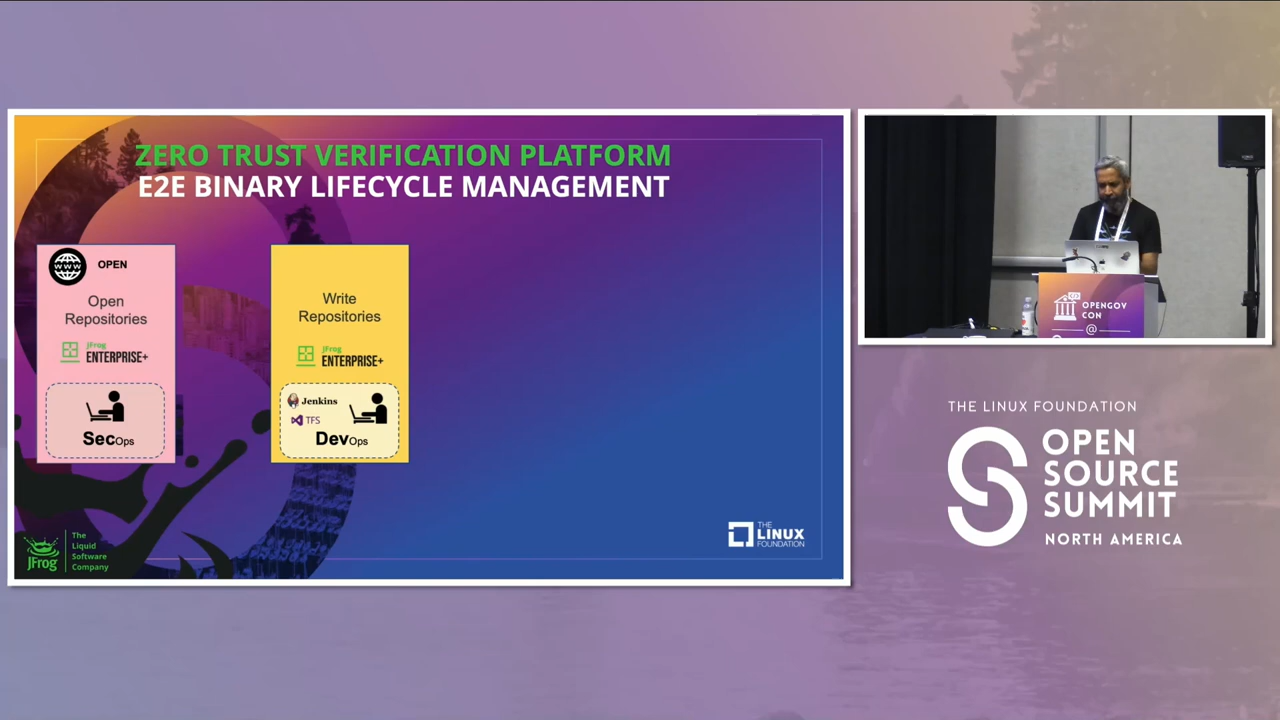 ZERO TRUST VERIFICATION PLATFORM
E2E BINARY LIFECYCLE MANAGEMENT
WWW
OPEN
Open
Repositories
jFrog
ENTERPRISE+
SecOps
Write
Repositories
jFrog
ENTERPRISE+
Jenkins
TFS
DevOps
JFrog
The
Liquid
Software
Company
THE
LINUX
FOUNDATION
OPENGOV
CON
@
THE LINUX FOUNDATION
OPEN
SOURCE
SUMMIT
NORTH AMERICA